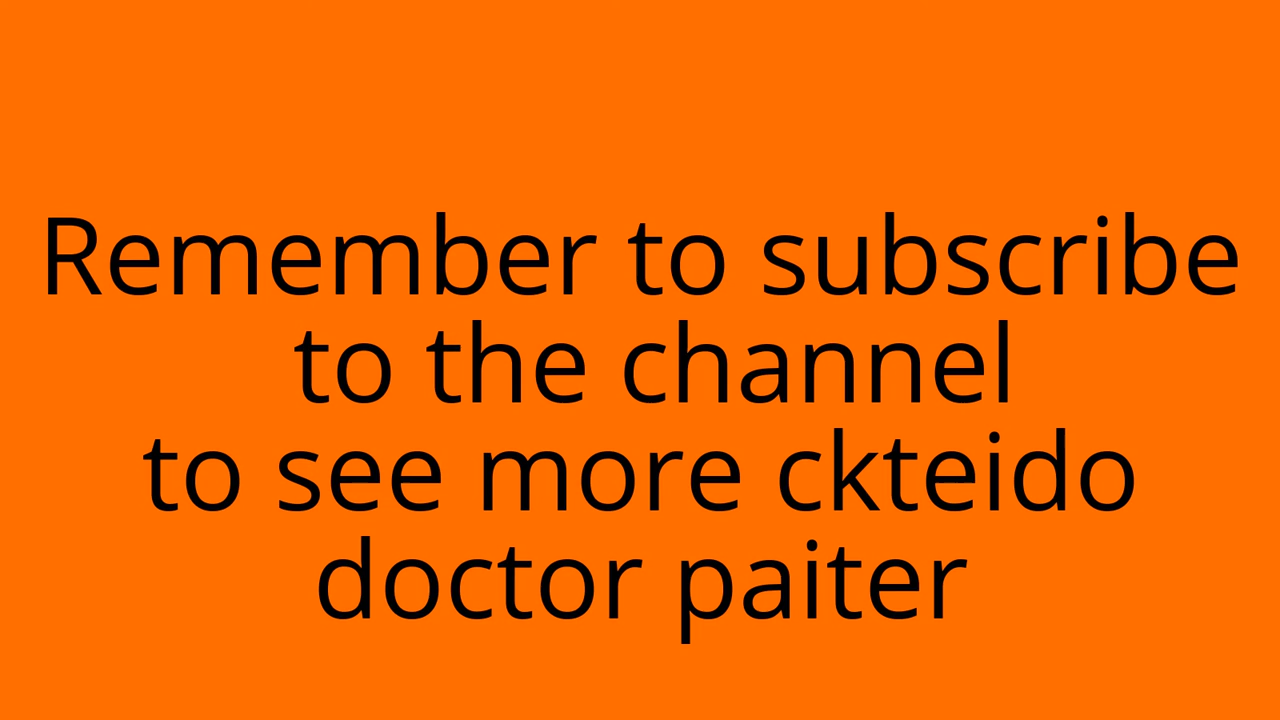 Remember to subscribe
to the channel
to see more ckteido
doctor paiter